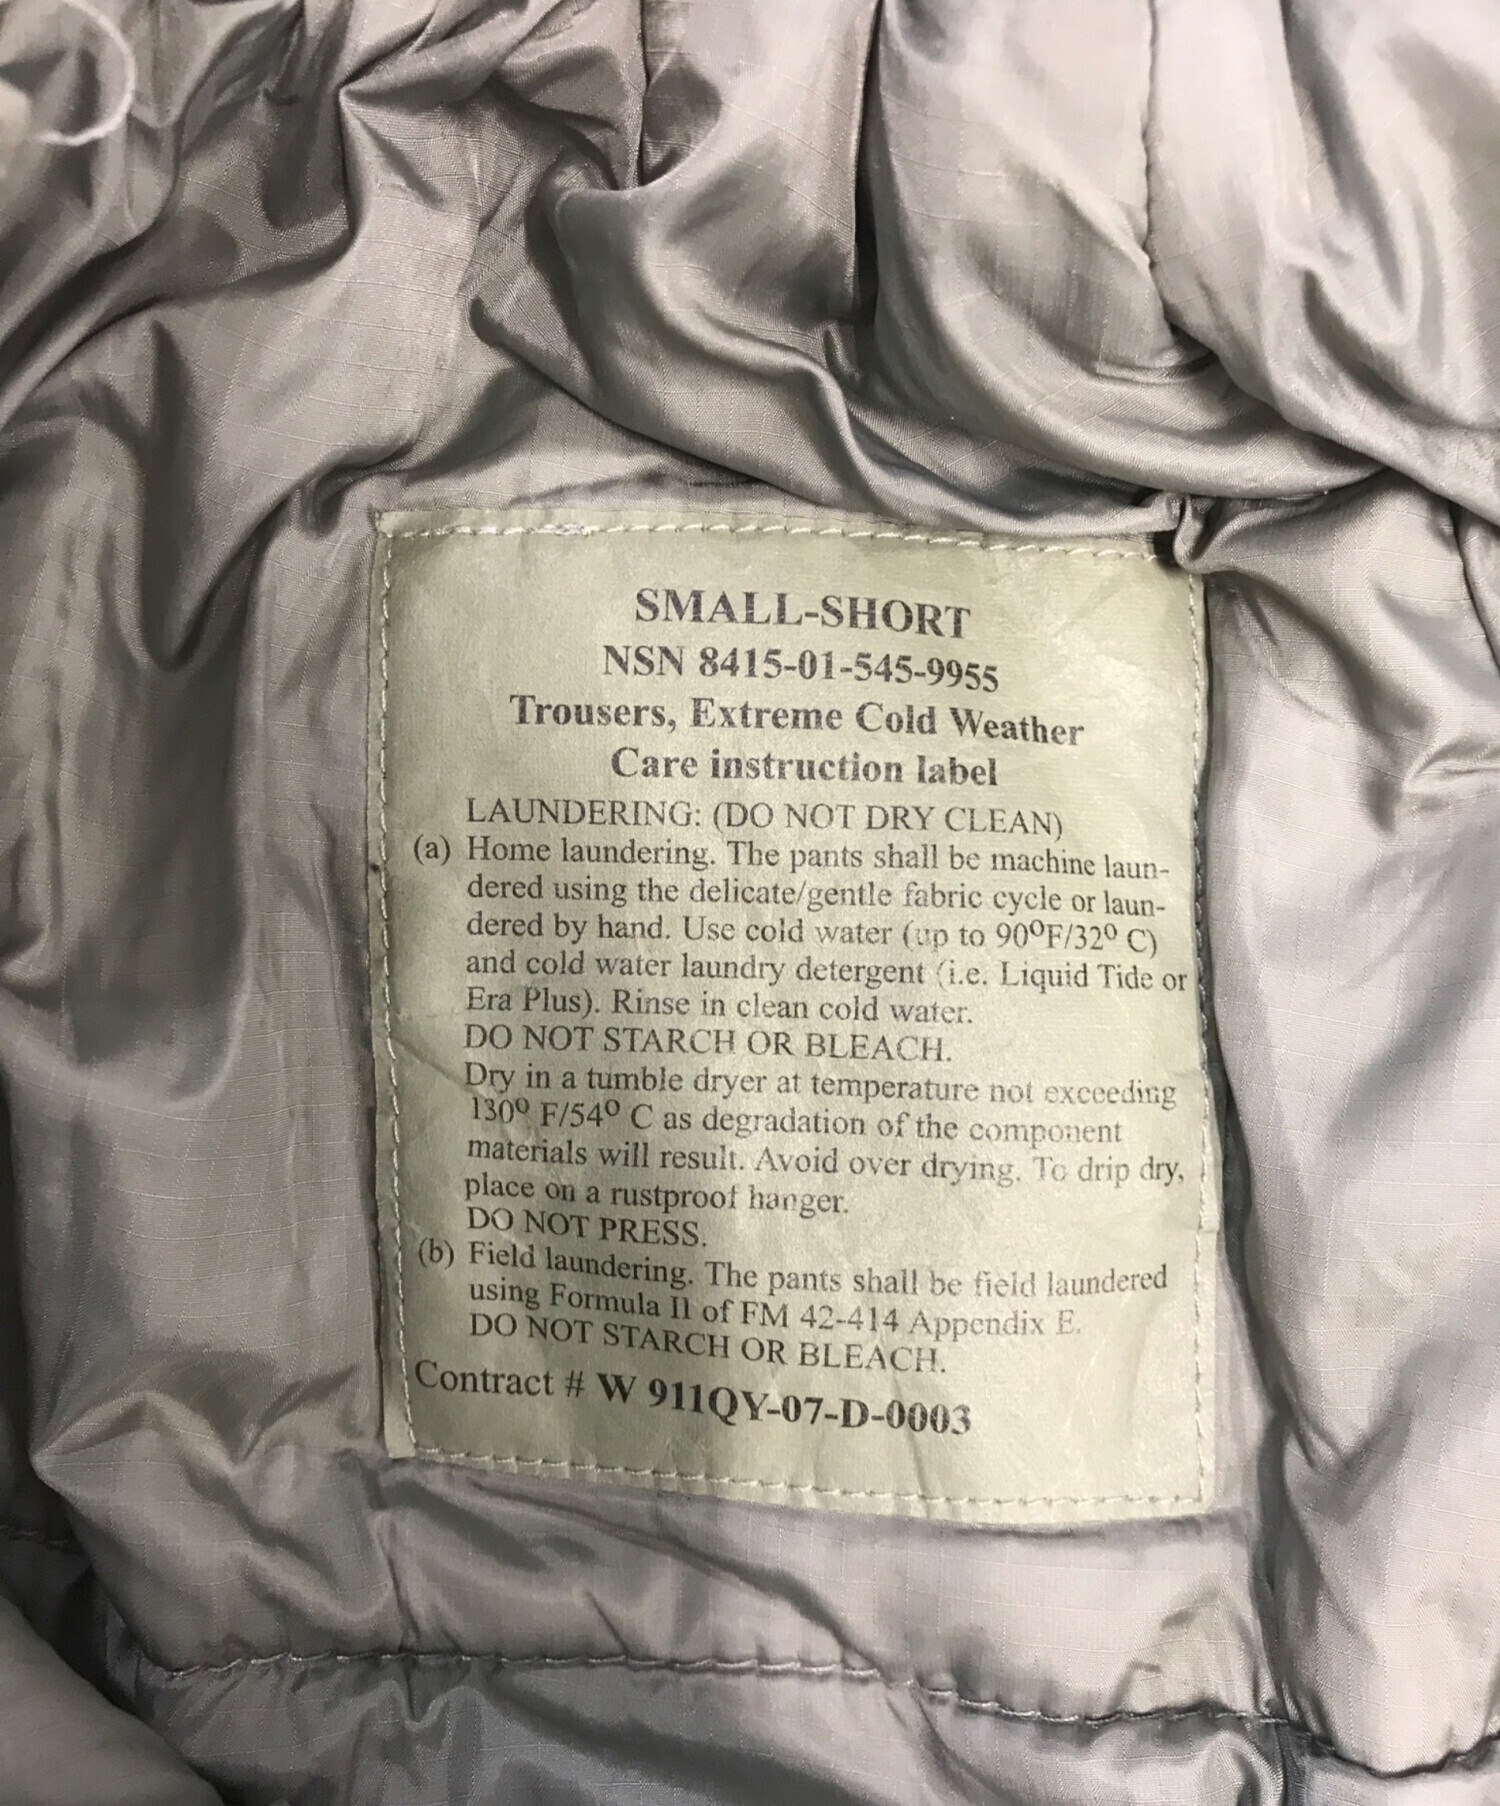 SMALL-SHORT
NSN 8415-01-545-9955
Trousers, Extreme Cold Weather
Care instruction label
LAUNDERING: (DO NOT DRY CLEAN)
(a) Home laundering. The pants shall be machine laun-
dered using the delicate/gentle fabric cycle or laun-
dered by hand. Use cold water (up to 90ºF/32º C)
and cold water laundry detergent (i.e. Liquid Tide or
Era Plus). Rinse in clean cold water.
DO NOT STARCH OR BLEACH.
Dry in a tumble dryer at temperature not exceeding
130º F/54º C as degradation of the component
materials will result. Avoid over drying. To drip dry,
place on a rustproof hanger.
DO NOT PRESS.
(b) Field laundering. The pants shall be field laundered
using Formula II of FM 42-414 Appendix E.
DO NOT STARCH OR BLEACH.
Contract # W 911QY-07-D-0003